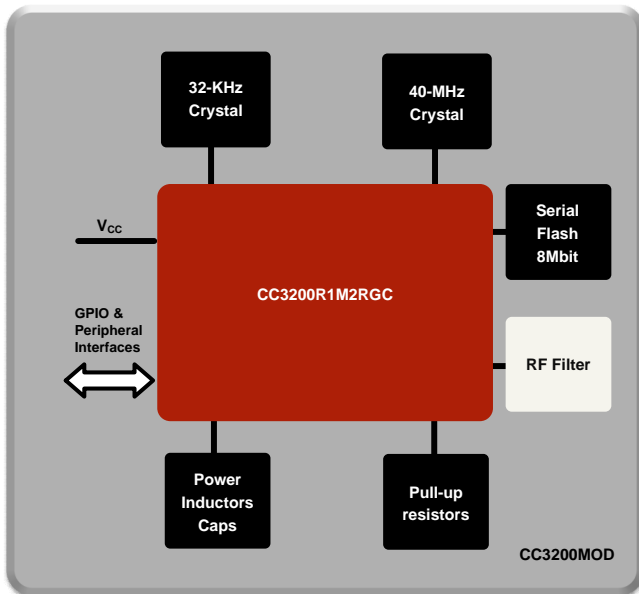 32-KHz
Crystal
40-MHz
Crystal
VCC
Serial
Flash
8Mbit
CC3200R1M2RGC
GPIO &
Peripheral
Interfaces
RF Filter
Power
Inductors
Caps
Pull-up
resistors
CC3200MOD